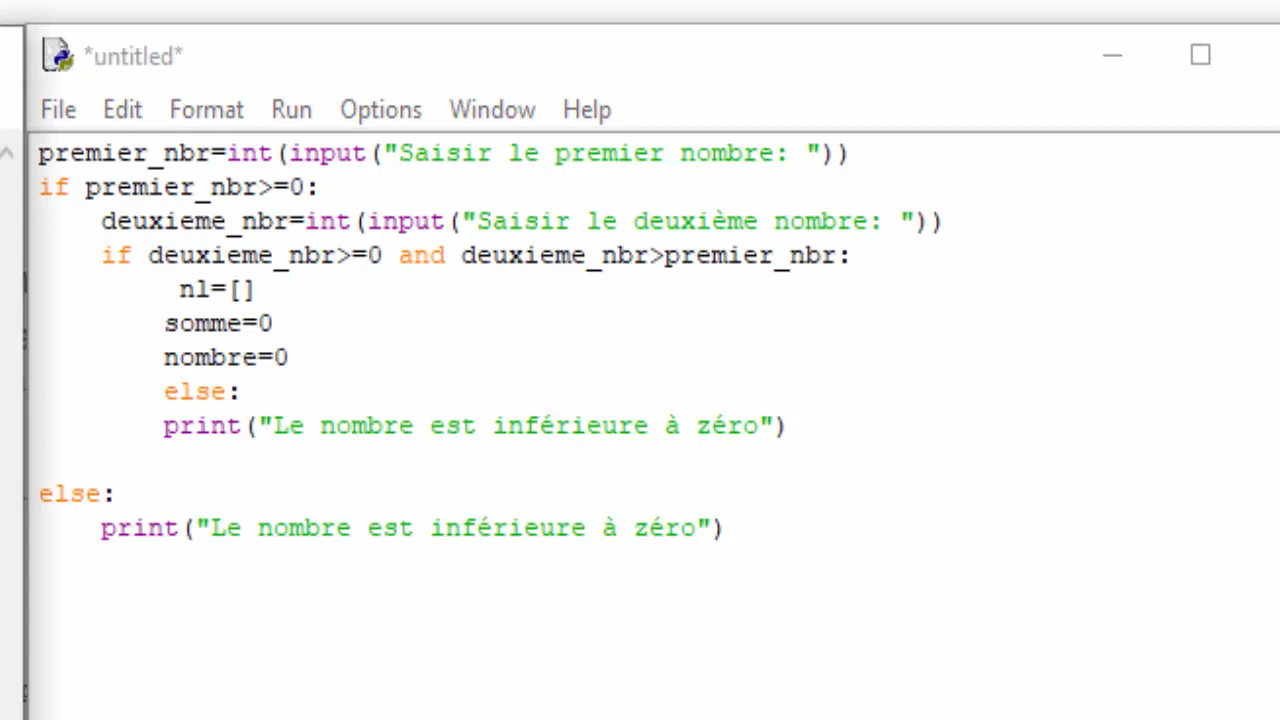 *untitled*
File Edit Format Run Options Window Help
premier_nbr=int(input("Saisir le premier nombre: "))
if premier_nbr>=0:
    deuxieme_nbr=int(input("Saisir le deuxième nombre: "))
    if deuxieme_nbr>=0 and deuxieme_nbr>premier_nbr:
         nl=[]
        somme=0
        nombre=0
        else:
        print("Le nombre est inférieure à zéro")
else:
    print("Le nombre est inférieure à zéro")